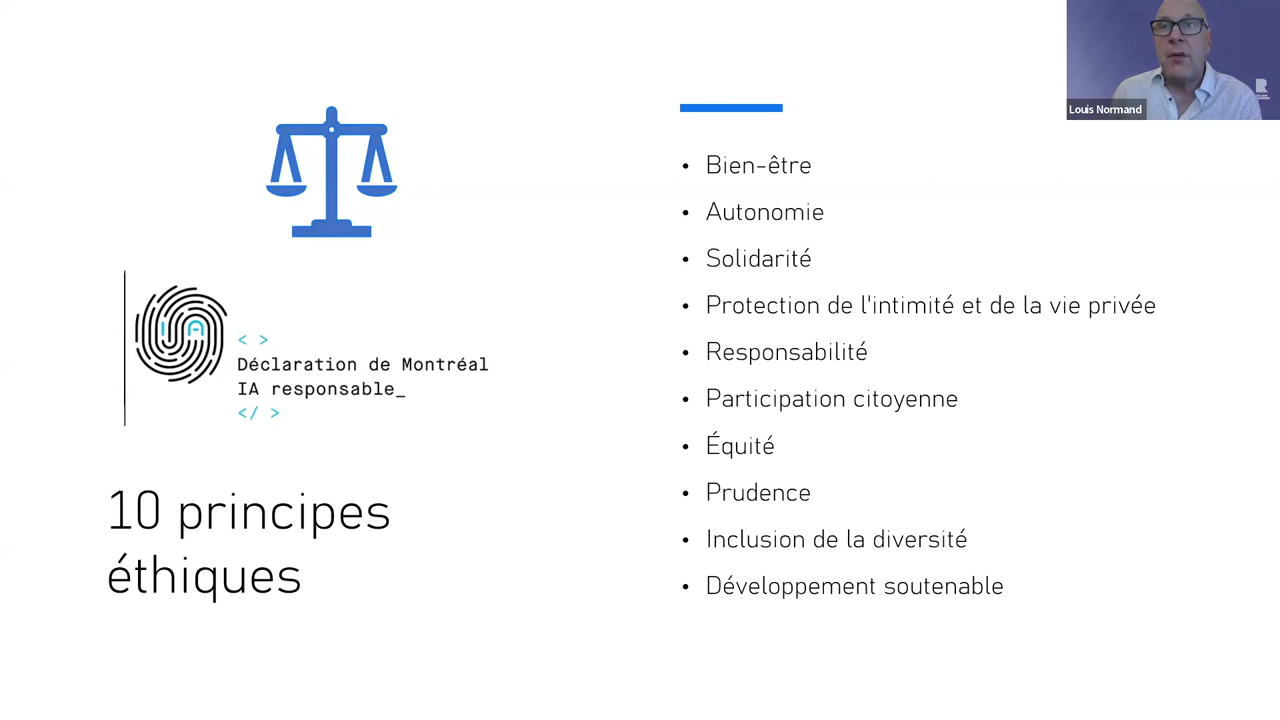 Louis Normand
I A
< >
Déclaration de Montréal
IA responsable_
</ >
10 principes
éthiques
• Bien-être
• Autonomie
• Solidarité
• Protection de l'intimité et de la vie privée
• Responsabilité
• Participation citoyenne
• Équité
• Prudence
• Inclusion de la diversité
• Développement soutenable